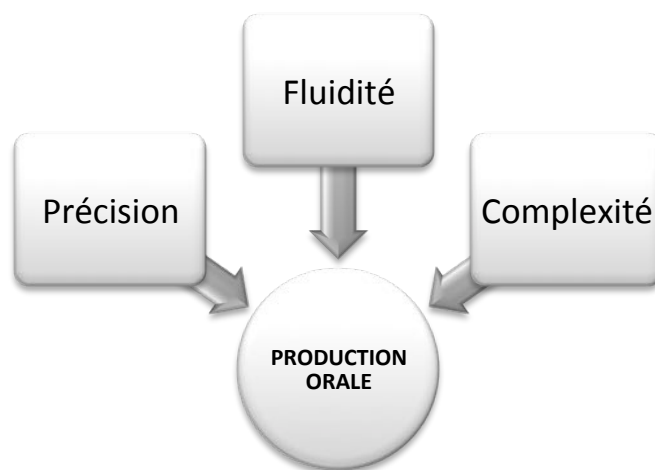 Fluidité
Précision
Complexité
PRODUCTION
ORALE